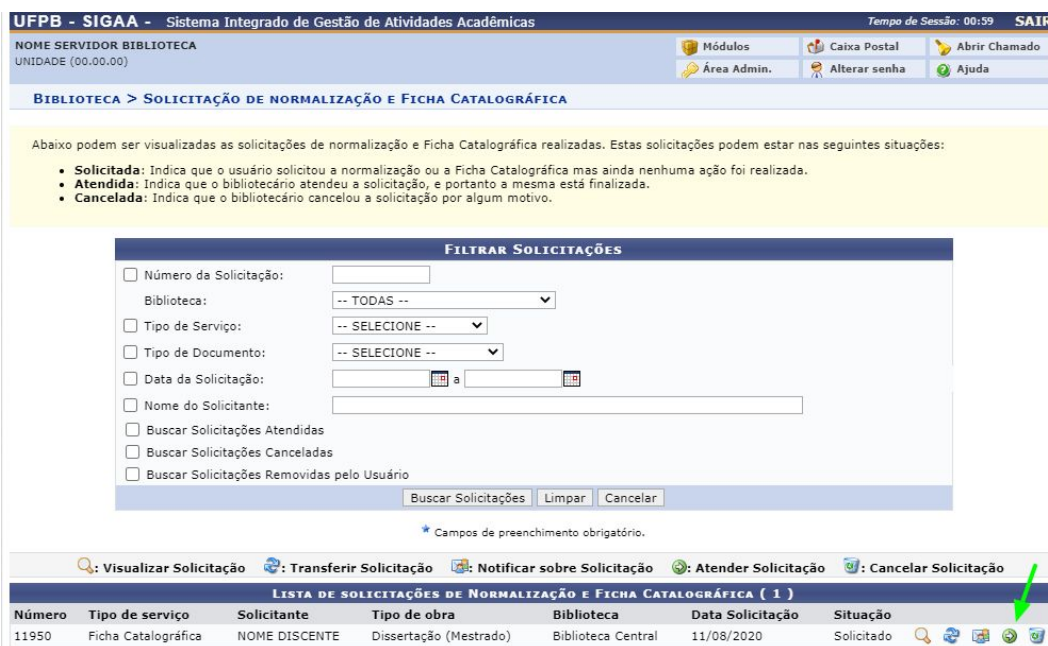 UFPB - SIGAA - Sistema Integrado de Gestão de Atividades Acadêmicas Tempo de Sessão: 00:59 SAIR
NOME SERVIDOR BIBLIOTECA Módulos Caixa Postal Abrir Chamado
UNIDADE (00.00.00) Área Admin. Alterar senha Ajuda
BIBLIOTECA > SOLICITAÇÃO DE NORMALIZAÇÃO E FICHA CATALOGRÁFICA
Abaixo podem ser visualizadas as solicitações de normalização e Ficha Catalográfica realizadas. Estas solicitações podem estar nas seguintes situações:
• Solicitada: Indica que o usuário solicitou a normalização ou a Ficha Catalográfica mas ainda nenhuma ação foi realizada.
• Atendida: Indica que o bibliotecário atendeu a solicitação, e portanto a mesma está finalizada.
• Cancelada: Indica que o bibliotecário cancelou a solicitação por algum motivo.
FILTRAR SOLICITAÇÕES
Número da Solicitação:
Biblioteca: -- TODAS --
Tipo de Serviço: -- SELECIONE --
Tipo de Documento: -- SELECIONE --
Data da Solicitação: a
Nome do Solicitante:
Buscar Solicitações Atendidas
Buscar Solicitações Canceladas
Buscar Solicitações Removidas pelo Usuário
Buscar Solicitações Limpar Cancelar
* Campos de preenchimento obrigatório.
: Visualizar Solicitação : Transferir Solicitação : Notificar sobre Solicitação : Atender Solicitação : Cancelar Solicitação
LISTA DE SOLICITAÇÕES DE NORMALIZAÇÃO E FICHA CATALOGRÁFICA ( 1 )
Número Tipo de serviço Solicitante Tipo de obra Biblioteca Data Solicitação Situação
11950 Ficha Catalográfica NOME DISCENTE Dissertação (Mestrado) Biblioteca Central 11/08/2020 Solicitado